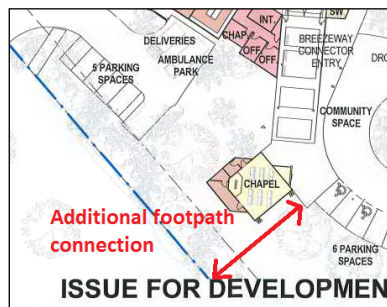 INT.
SW
DELIVERIES
CHAP.
OFF.
OFF.
BREEZEWAY
CONNECTOR
ENTRY
AMBULANCE
PARK
5 PARKING
SPACES
COMMUNITY
SPACE
DRO
CHAPEL
Additional footpath
connection
6 PARKING
SPACES
ISSUE FOR DEVELOPMEN